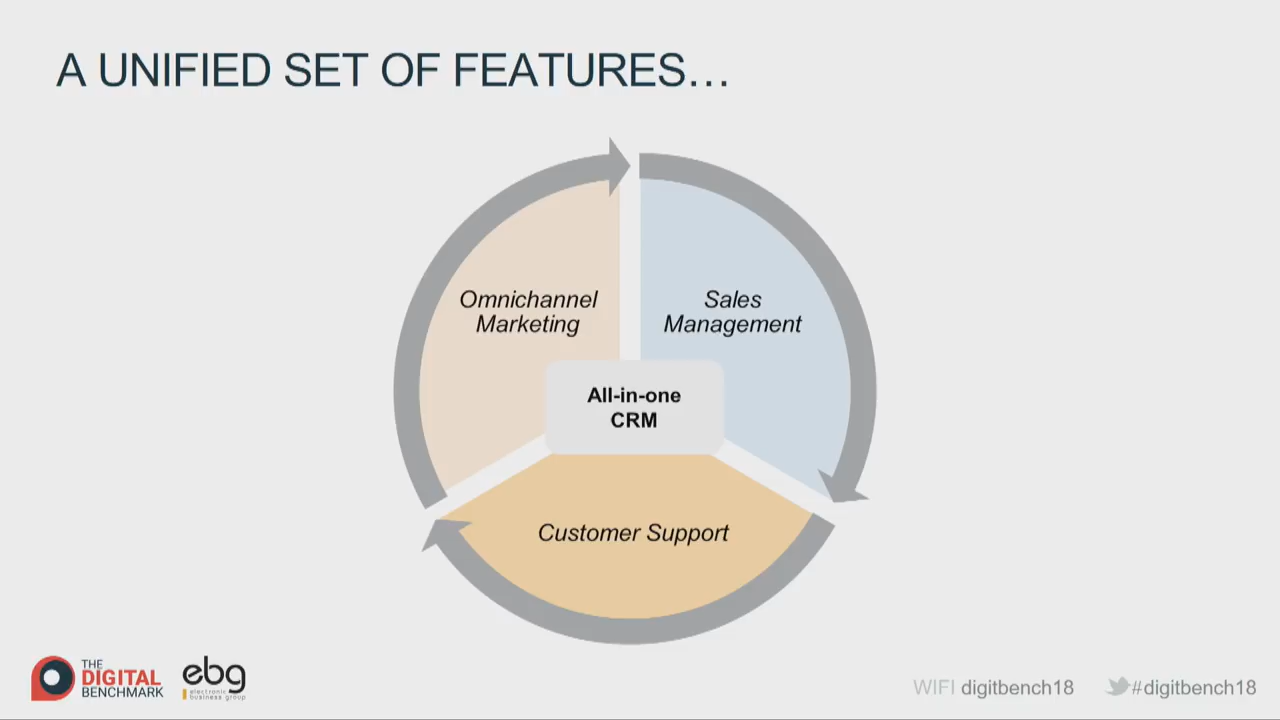 A UNIFIED SET OF FEATURES…
Omnichannel
Marketing
Sales
Management
All-in-one
CRM
Customer Support
THE
DIGITAL
BENCHMARK
ebg
electronic
business group
WIFI digitbench18
#digitbench18